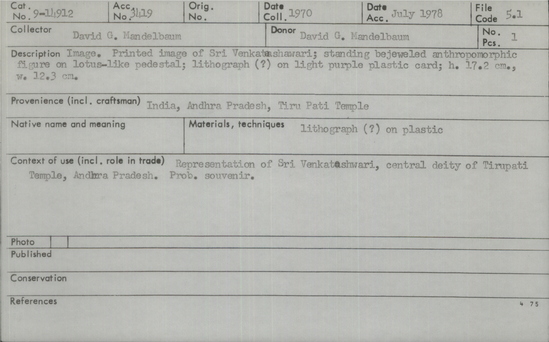 Cat. No. 9-14912 Acc. No. 3419 Orig. No. Date Coll. 1970 Date Acc. July 1978 File Code 5.1
Collector David G. Mandelbaum Donor David G. Mandelbaum No. Pcs. 1
Description Image. Printed image of Sri Venkatashwari; standing bejeweled anthropomorphic
figure on lotus-like pedestal; lithograph (?) on light purple plastic card; h. 17.2 cm.,
w. 12.3 cm.
Provenience (incl. craftsman) India, Andhra Pradesh, Tiru Pati Temple
Native name and meaning Materials, techniques lithograph (?) on plastic
Context of use (incl. role in trade) Representation of Sri Venkatashwari, central deity of Tirupati
Temple, Andhra Pradesh. Prob. souvenir.
Photo
Published
Conservation
References
4 75